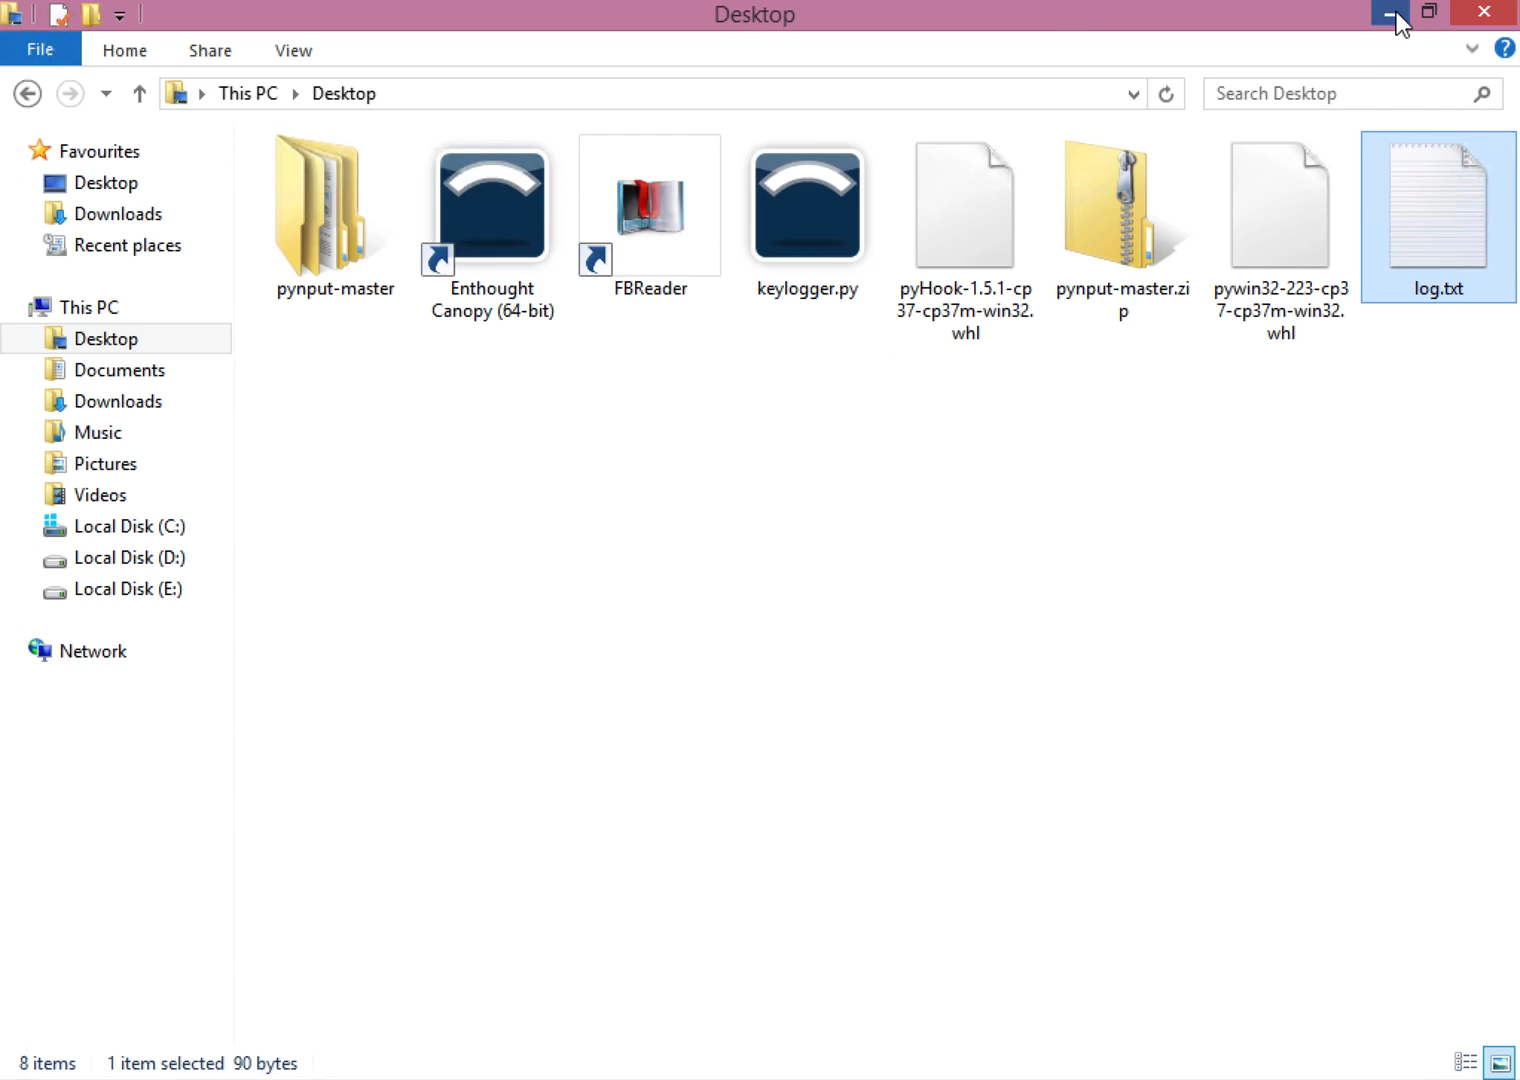 Desktop
File Home Share View
This PC Desktop Search Desktop
Favourites
Desktop
Downloads
Recent places
This PC
Desktop
Documents
Downloads
Music
Pictures
Videos
Local Disk (C:)
Local Disk (D:)
Local Disk (E:)
Network
pynput-master
Enthought
Canopy (64-bit)
FBReader
keylogger.py
pyHook-1.5.1-cp
37-cp37m-win32.
whl
pynput-master.zi
p
pywin32-223-cp3
7-cp37m-win32.
whl
log.txt
8 items 1 item selected 90 bytes